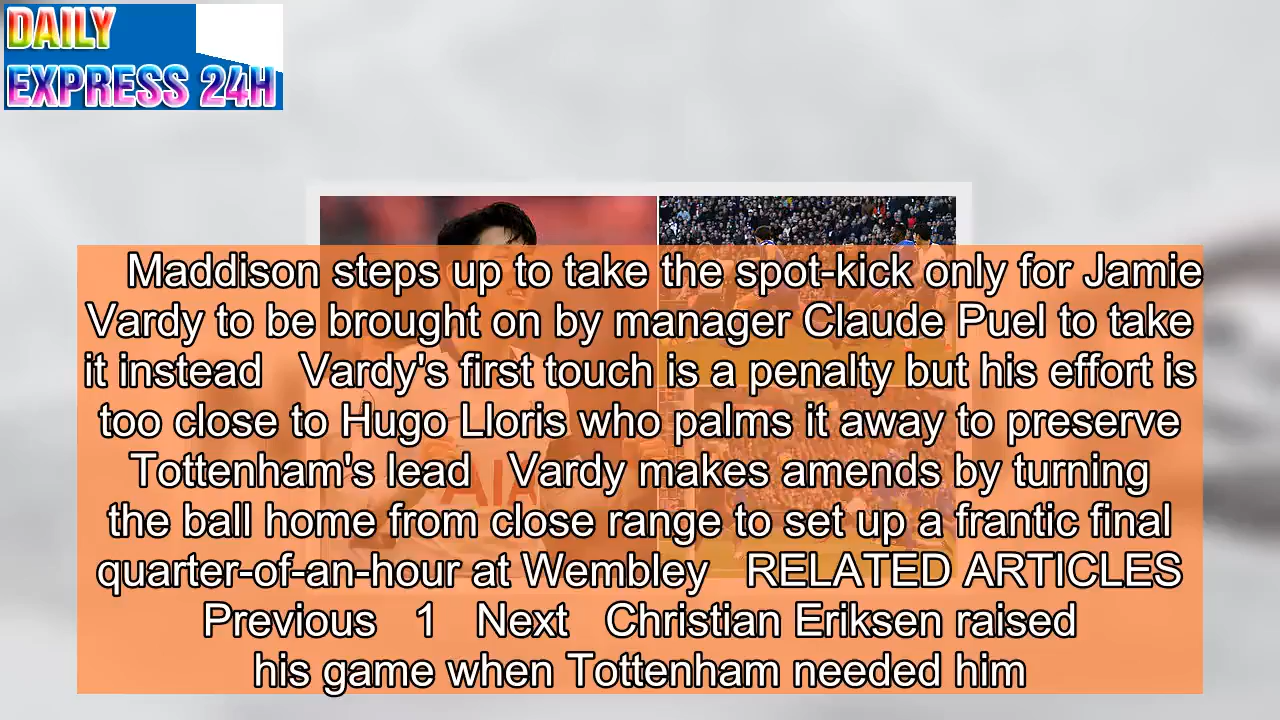 DAILY
EXPRESS 24H
Maddison steps up to take the spot-kick only for Jamie
Vardy to be brought on by manager Claude Puel to take
it instead Vardy's first touch is a penalty but his effort is
too close to Hugo Lloris who palms it away to preserve
Tottenham's lead Vardy makes amends by turning
the ball home from close range to set up a frantic final
quarter-of-an-hour at Wembley RELATED ARTICLES
Previous 1 Next Christian Eriksen raised
his game when Tottenham needed him
AIA